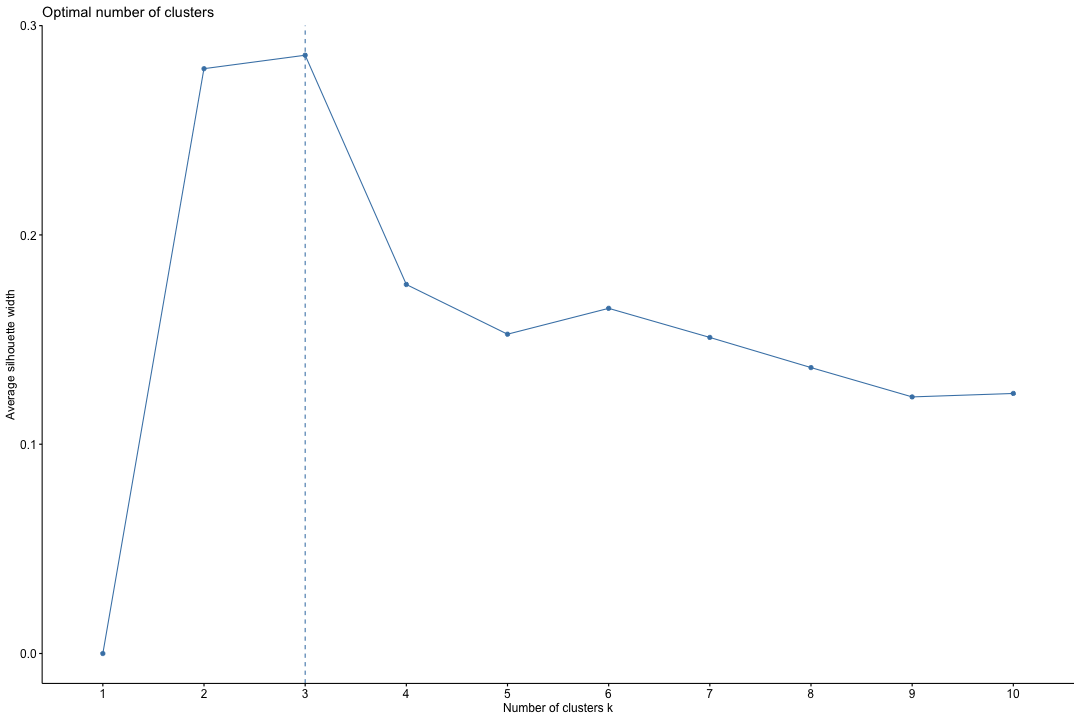 Optimal number of clusters
0.3
0.2
0.1
0.0
Average silhouette width
1 2 3 4 5 6 7 8 9 10
Number of clusters k